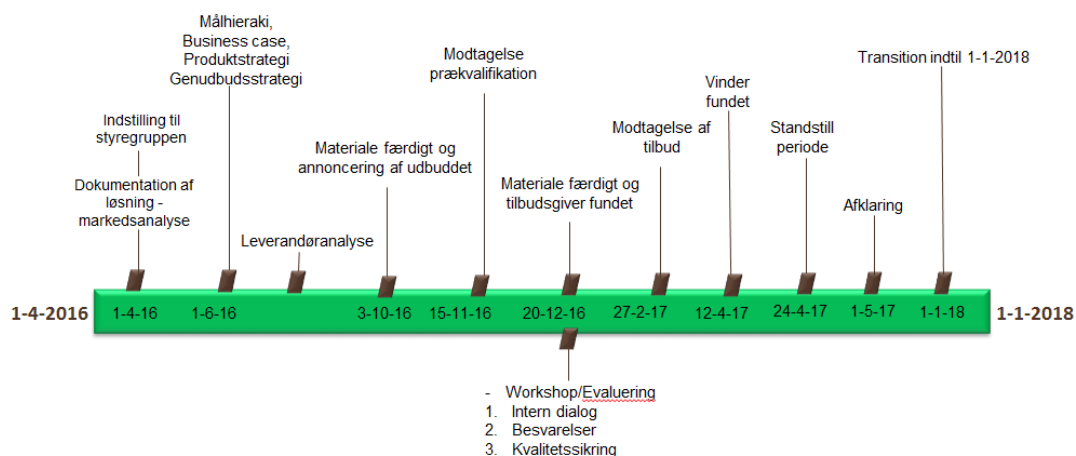 Målhieraki,
Business case,
Produktstrategi
Genudbudsstrategi
Indstilling til
styregruppen
Dokumentation af
løsning -
markedsanalyse
Leverandøranalyse
Materiale færdigt og
annoncering af udbuddet
Modtagelse
prækvalifikation
Materiale færdigt og
tilbudsgiver fundet
Modtagelse af
tilbud
Vinder
fundet
Standstill
periode
Afklaring
Transition indtil 1-1-2018
1-4-2016
1-4-16
1-6-16
3-10-16
15-11-16
20-12-16
27-2-17
12-4-17
24-4-17
1-5-17
1-1-18
1-1-2018
- Workshop/Evaluering
1. Intern dialog
2. Besvarelser
3. Kvalitetssikring